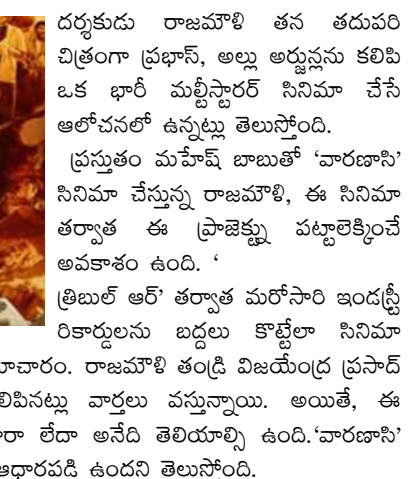 దర్శకుడు రాజమౌళి తన తదుపరి
చిత్రంగా ప్రభాస్, అల్లు అర్జున్లను కలిపి
ఒక భారీ మల్టీస్టారర్ సినిమా చేసే
ఆలోచనలో ఉన్నట్లు తెలుస్తోంది.
ప్రస్తుతం మహేష్ బాబుతో ‘వారణాసి’
సినిమా చేస్తున్న రాజమౌళి, ఈ సినిమా
తర్వాత ఈ ప్రాజెక్ట్ను పట్టాలెక్కించే
అవకాశం ఉంది. ‘
త్రిబుల్ ఆర్’ తర్వాత మరోసారి ఇండస్ట్రీ
రికార్డులను బద్దలు కొట్టేలా సినిమా
రాజమౌళి తండ్రి విజయేంద్ర ప్రసాద్
వార్తలు వస్తున్నాయి. అయితే, ఈ
లేదా అనేది తెలియాల్సి ఉంది.‘వారణాసి’
ఆధారపడి ఉందని తెలుస్తోంది.